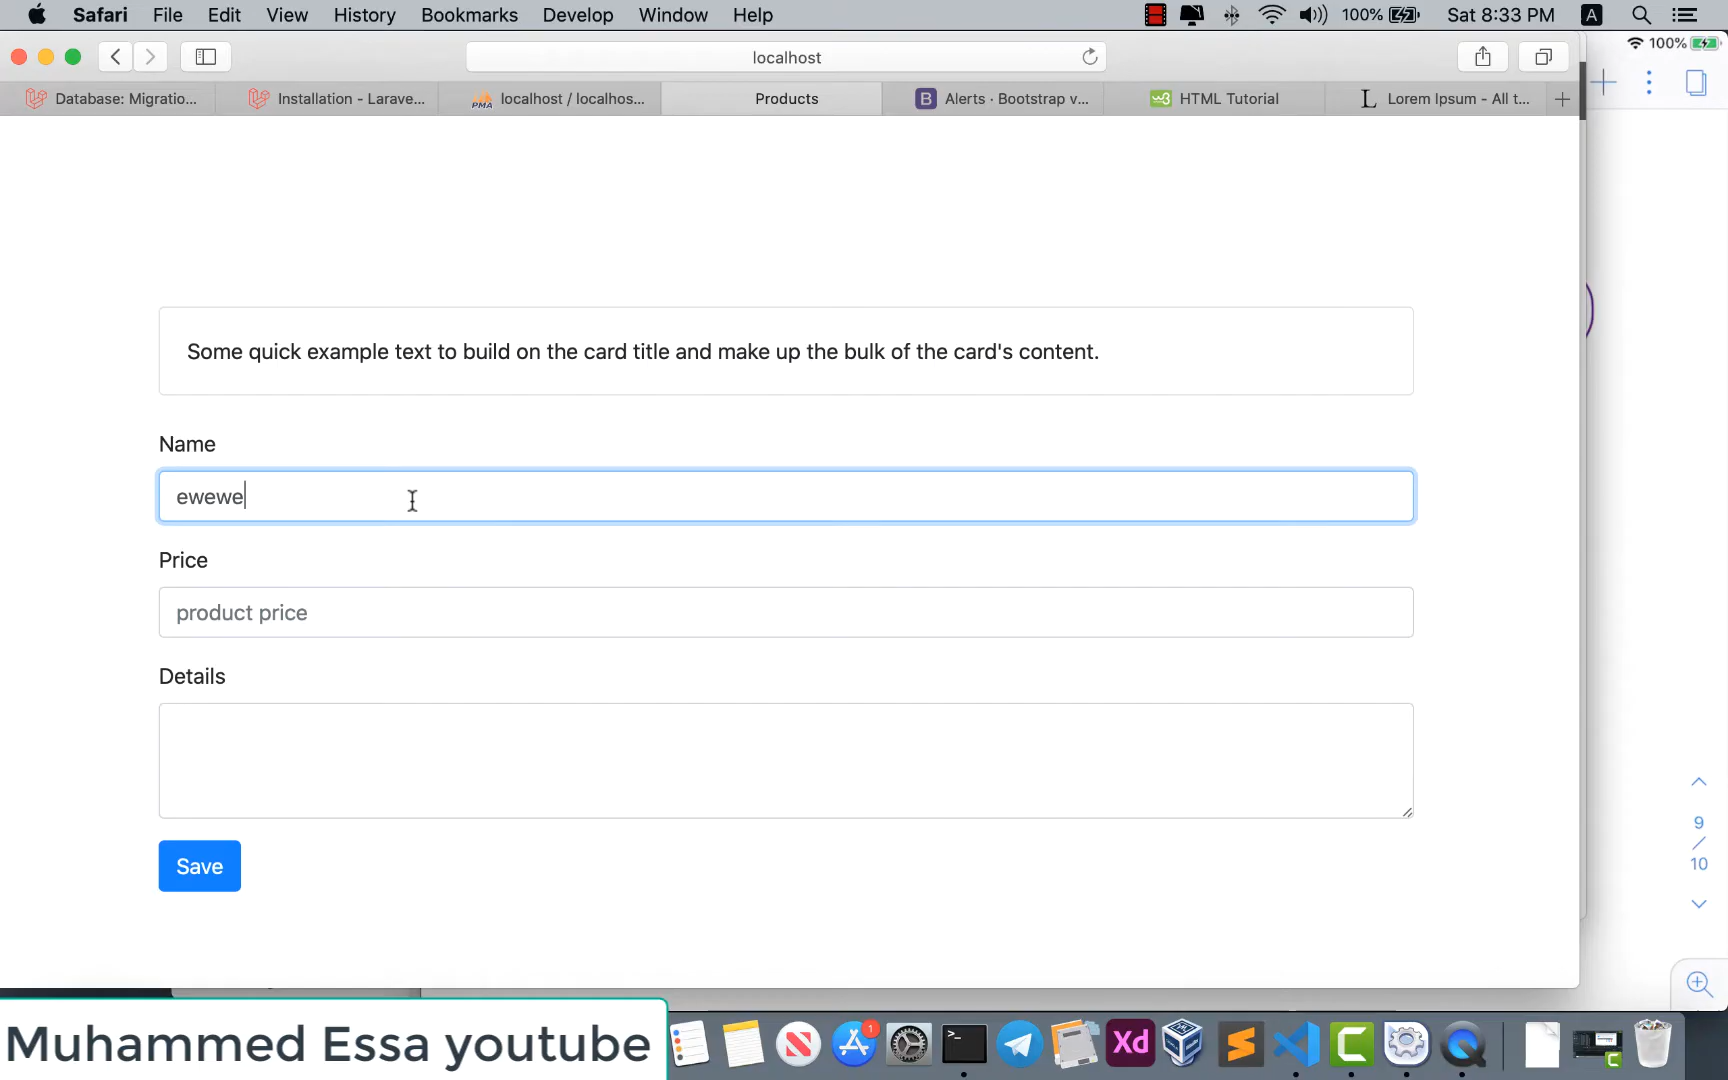 Safari File Edit View History Bookmarks Develop Window Help 100% Sat 8:33 PM A
100%
localhost
Database: Migratio... Installation - Larave... PMA localhost / localhos... Products B Alerts · Bootstrap v... w3 HTML Tutorial L Lorem Ipsum - All t...
Some quick example text to build on the card title and make up the bulk of the card's content.
Name
ewewe
Price
product price
Details
Save
9
/
10
Muhammed Essa youtube
1
Xd